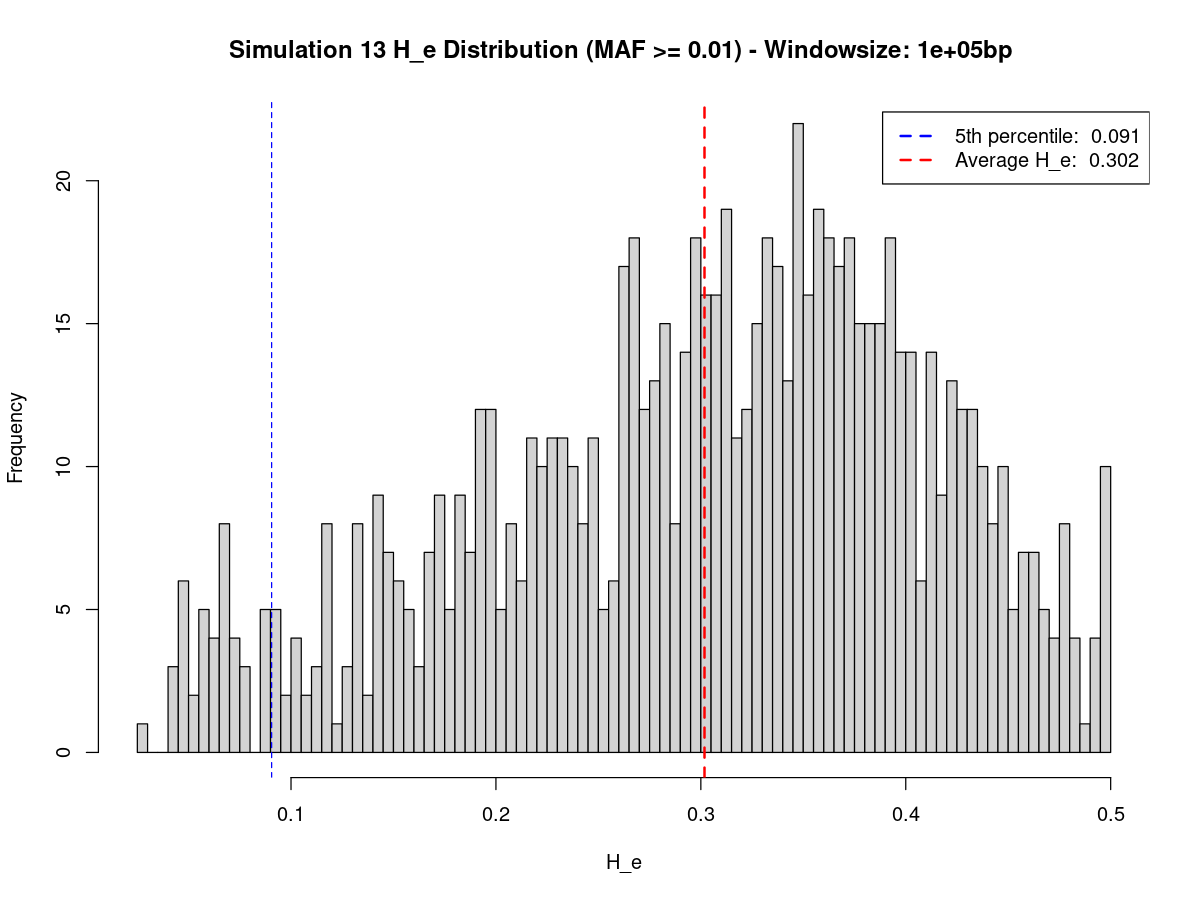 Simulation 13 H_e Distribution (MAF >= 0.01) - Windowsize: 1e+05bp
5th percentile:  0.091
Average H_e:  0.302
Frequency
20
15
10
5
0
0.1
0.2
0.3
0.4
0.5
H_e